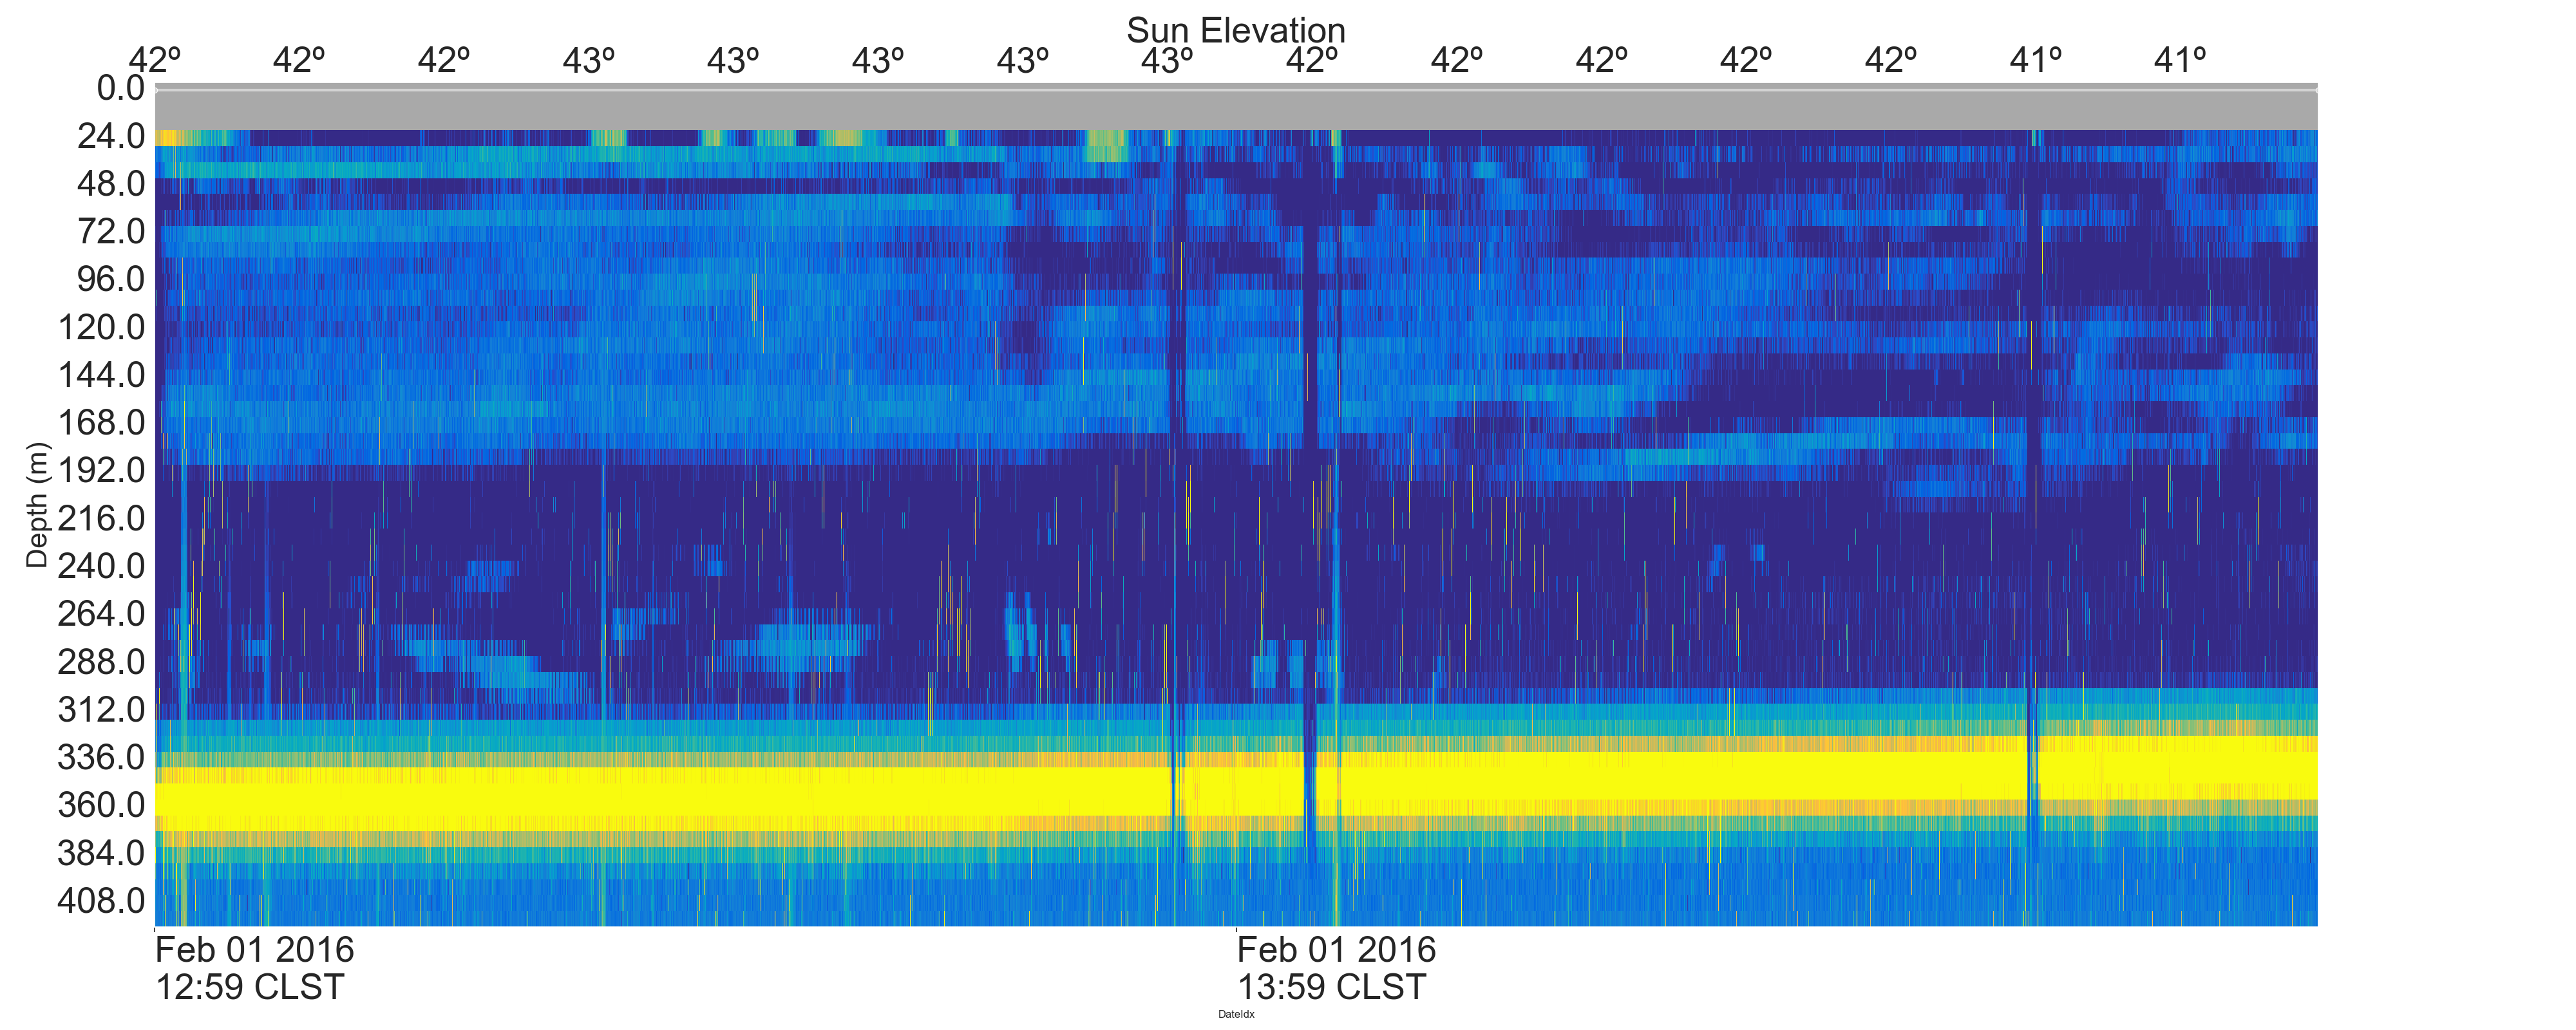 Sun Elevation
42º 42º 42º 43º 43º 43º 43º 43º 42º 42º 42º 42º 42º 41º 41º
0.0
24.0
48.0
72.0
96.0
120.0
144.0
168.0
192.0
216.0
240.0
264.0
288.0
312.0
336.0
360.0
384.0
408.0
Depth (m)
Feb 01 2016
12:59 CLST
Feb 01 2016
13:59 CLST
DateIdx